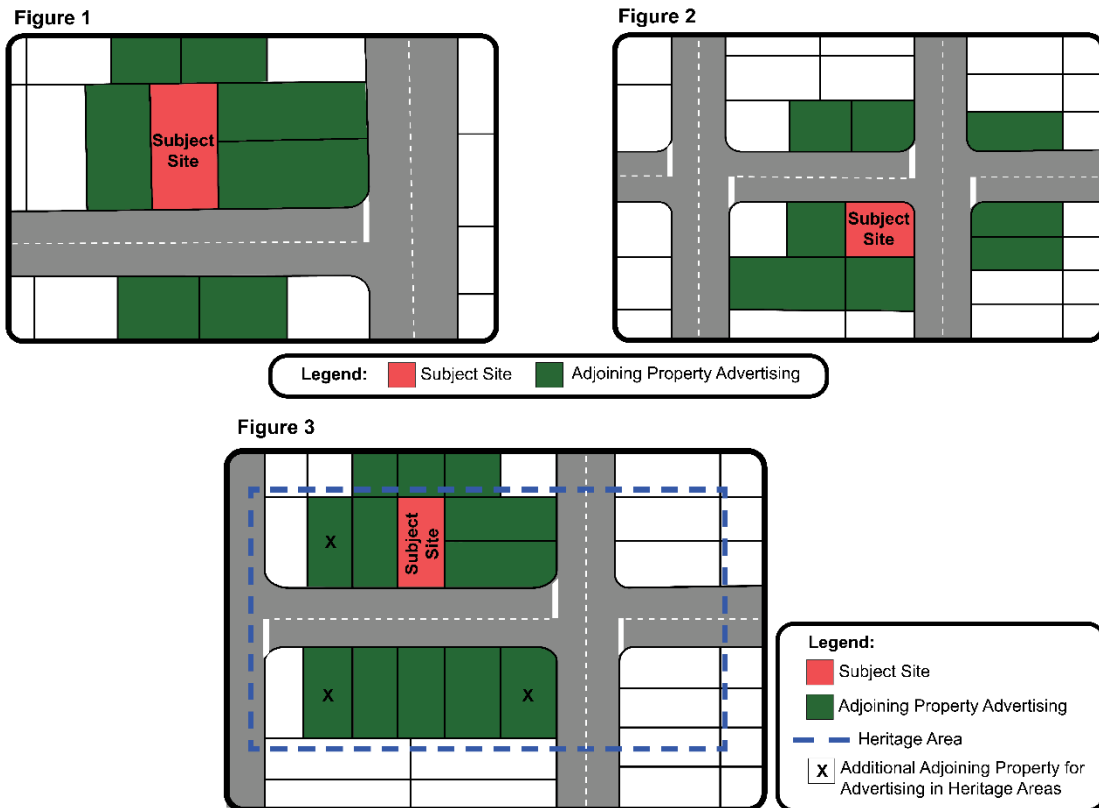 Figure 1
Figure 2
Subject
Site
Subject
Site
Legend: Subject Site Adjoining Property Advertising
Figure 3
X
Subject
Site
X
X
Legend:
Subject Site
Adjoining Property Advertising
Heritage Area
X Additional Adjoining Property for
Advertising in Heritage Areas